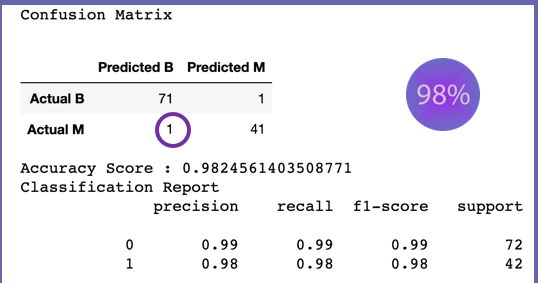 Confusion Matrix
Predicted B Predicted M
Actual B 71 1
Actual M 1 41
98%
Accuracy Score : 0.9824561403508771
Classification Report
precision recall f1-score support
0 0.99 0.99 0.99 72
1 0.98 0.98 0.98 42